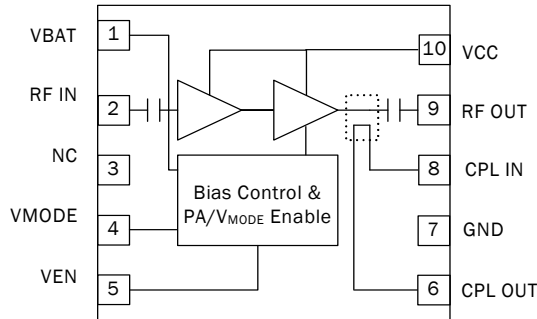 VBAT 1
10 VCC
RF IN 2
9 RF OUT
NC 3
8 CPL IN
Bias Control &
PA/VMODE Enable
VMODE 4
7 GND
VEN 5
6 CPL OUT